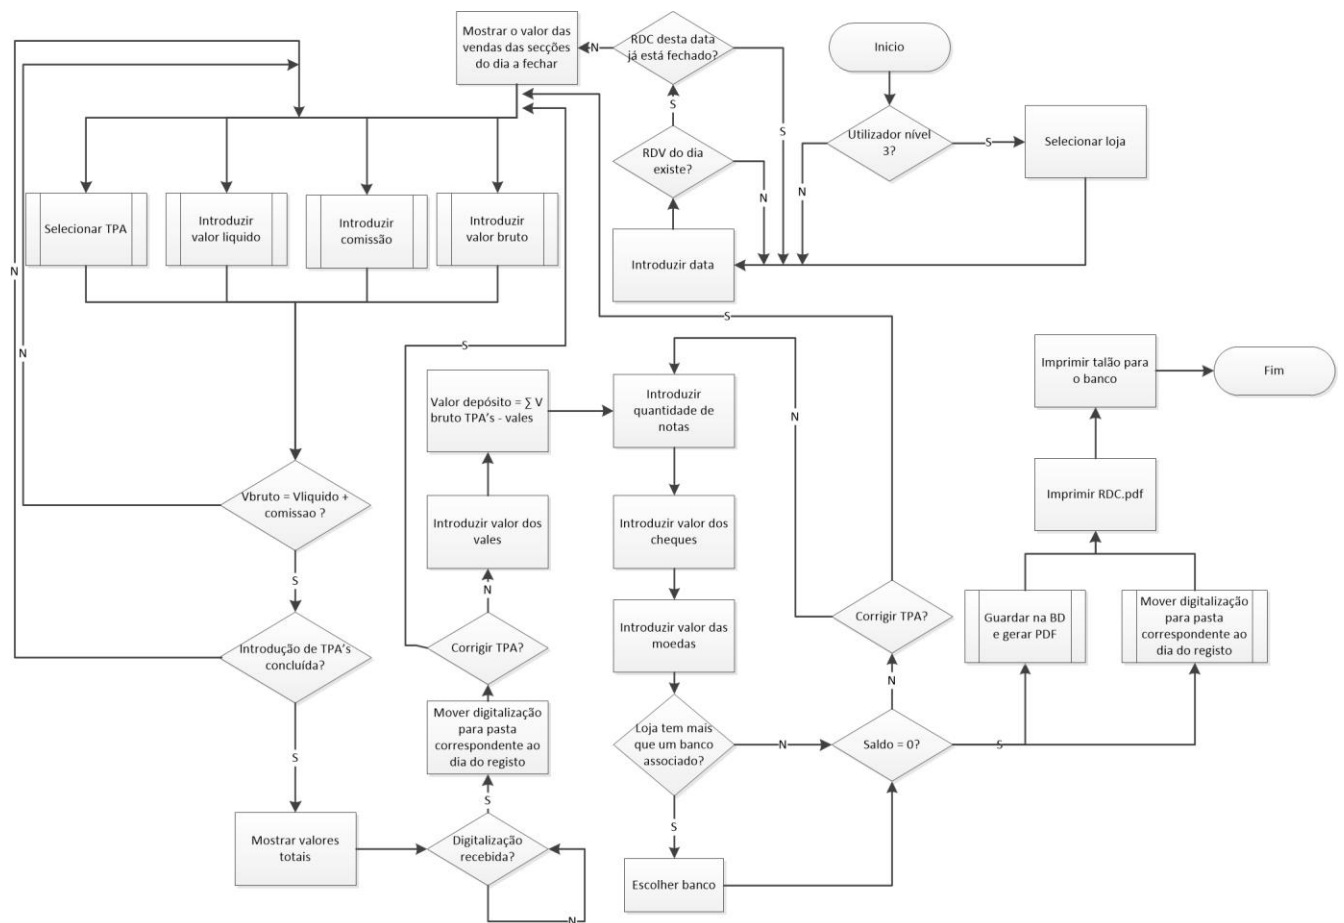 Inicio
Utilizador nível
3?
S
Selecionar loja
N
Introduzir data
RDV do dia
existe?
N
S
RDC desta data
já está fechado?
S
N
Mostrar o valor das
vendas das secções
do dia a fechar
Selecionar TPA
Introduzir
valor liquido
Introduzir
comissão
Introduzir
valor bruto
Vbruto = Vliquido +
comissao ?
N
S
Introdução de TPA's
concluída?
N
S
Mostrar valores
totais
Digitalização
recebida?
N
S
Mover digitalização
para pasta
correspondente ao
dia do registo
Corrigir TPA?
S
N
Introduzir valor dos
vales
Valor depósito = ∑ V
bruto TPA's - vales
Introduzir
quantidade de
notas
Introduzir valor dos
cheques
Introduzir valor das
moedas
Loja tem mais
que um banco
associado?
N
S
Escolher banco
Saldo = 0?
N
S
Corrigir TPA?
N
S
Guardar na BD
e gerar PDF
Mover digitalização
para pasta
correspondente ao
dia do registo
Imprimir RDC.pdf
Imprimir talão para
o banco
Fim